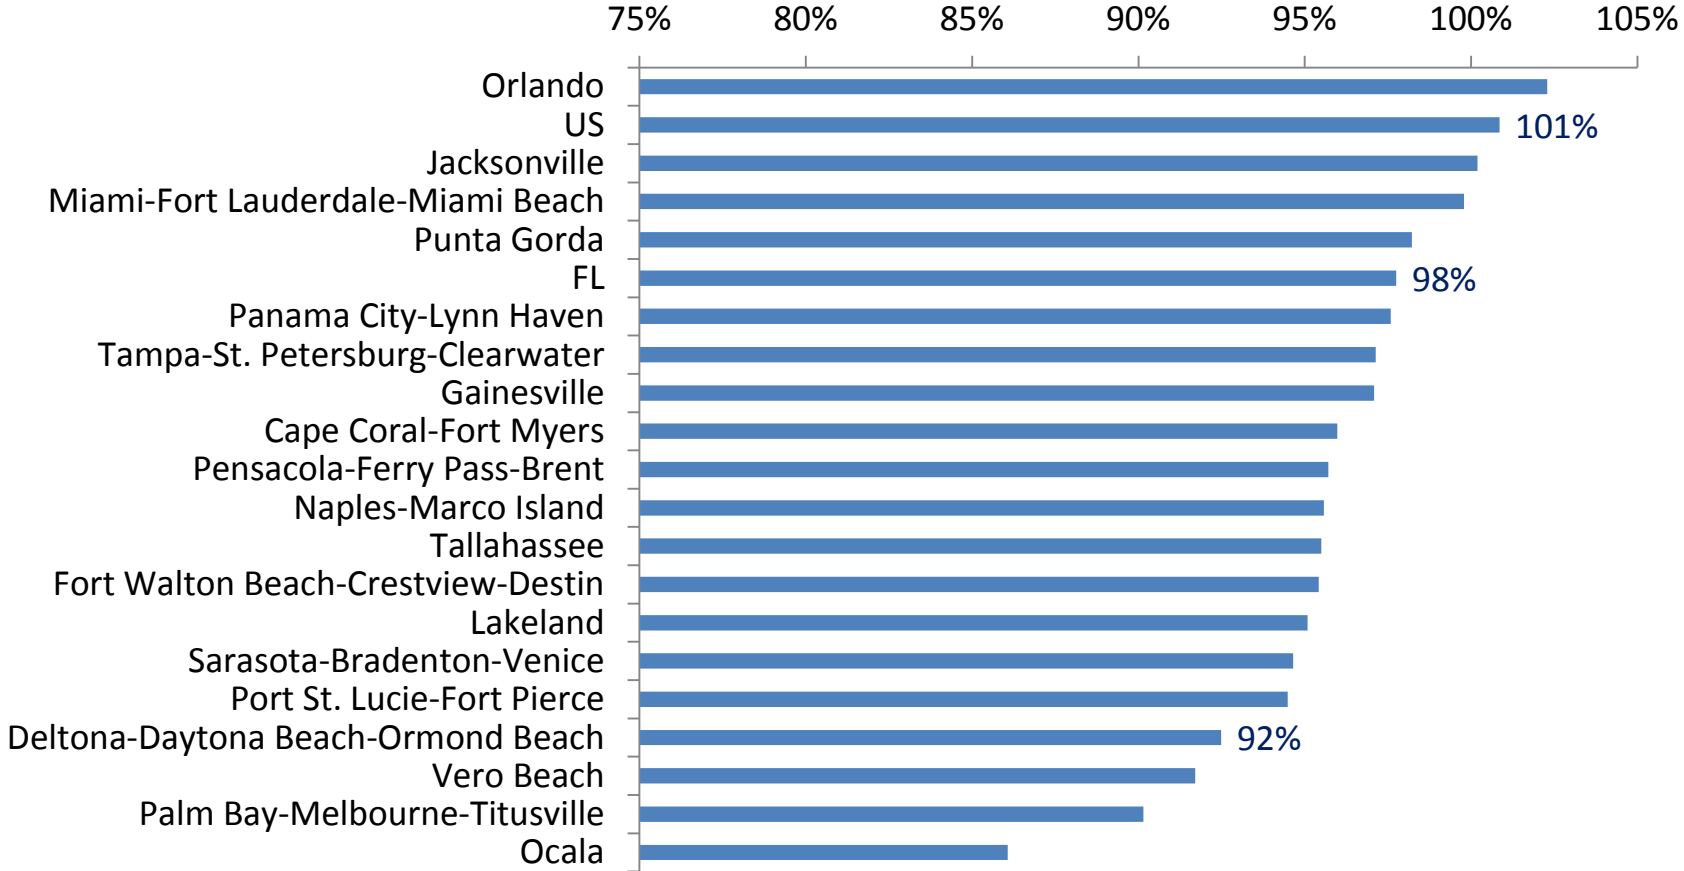 75% 80% 85% 90% 95% 100% 105%
Orlando
US 101%
Jacksonville
Miami-Fort Lauderdale-Miami Beach
Punta Gorda
FL 98%
Panama City-Lynn Haven
Tampa-St. Petersburg-Clearwater
Gainesville
Cape Coral-Fort Myers
Pensacola-Ferry Pass-Brent
Naples-Marco Island
Tallahassee
Fort Walton Beach-Crestview-Destin
Lakeland
Sarasota-Bradenton-Venice
Port St. Lucie-Fort Pierce
Deltona-Daytona Beach-Ormond Beach 92%
Vero Beach
Palm Bay-Melbourne-Titusville
Ocala